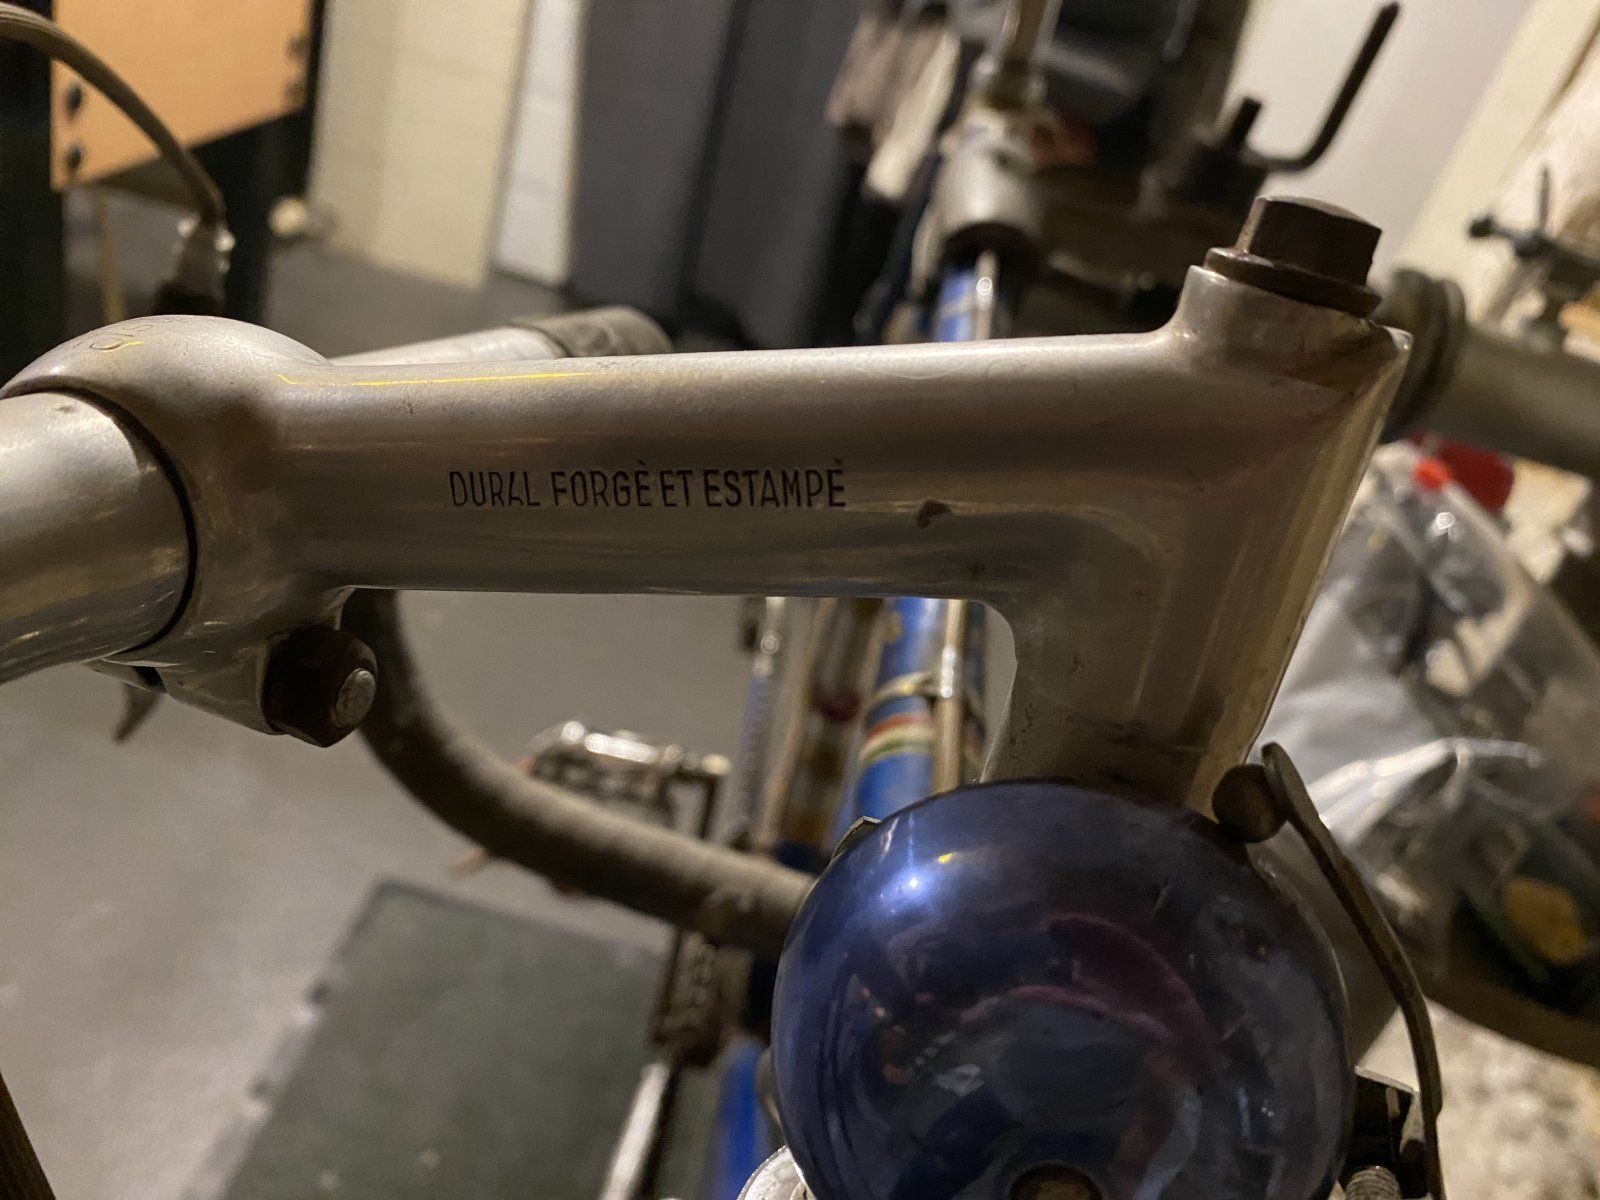 DURAL FORGÈ ET ESTAMPÈ